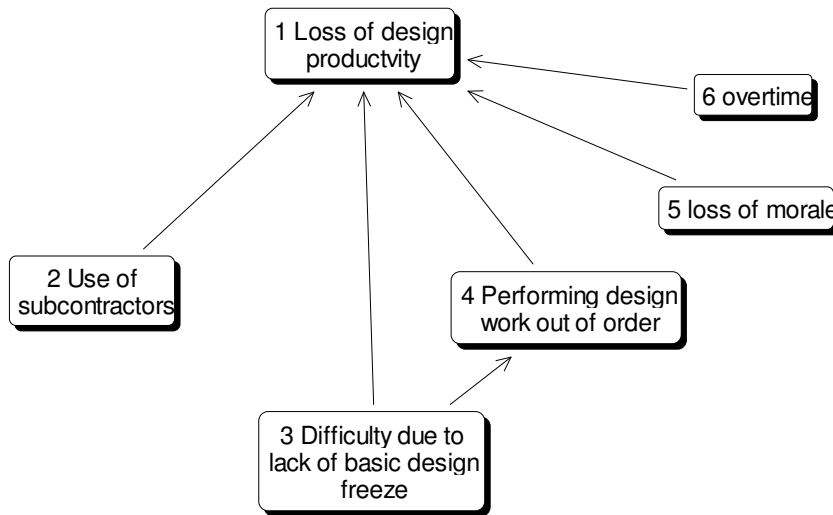 1 Loss of design
productvity
6 overtime
5 loss of morale
2 Use of
subcontractors
4 Performing design
work out of order
3 Difficulty due to
lack of basic design
freeze